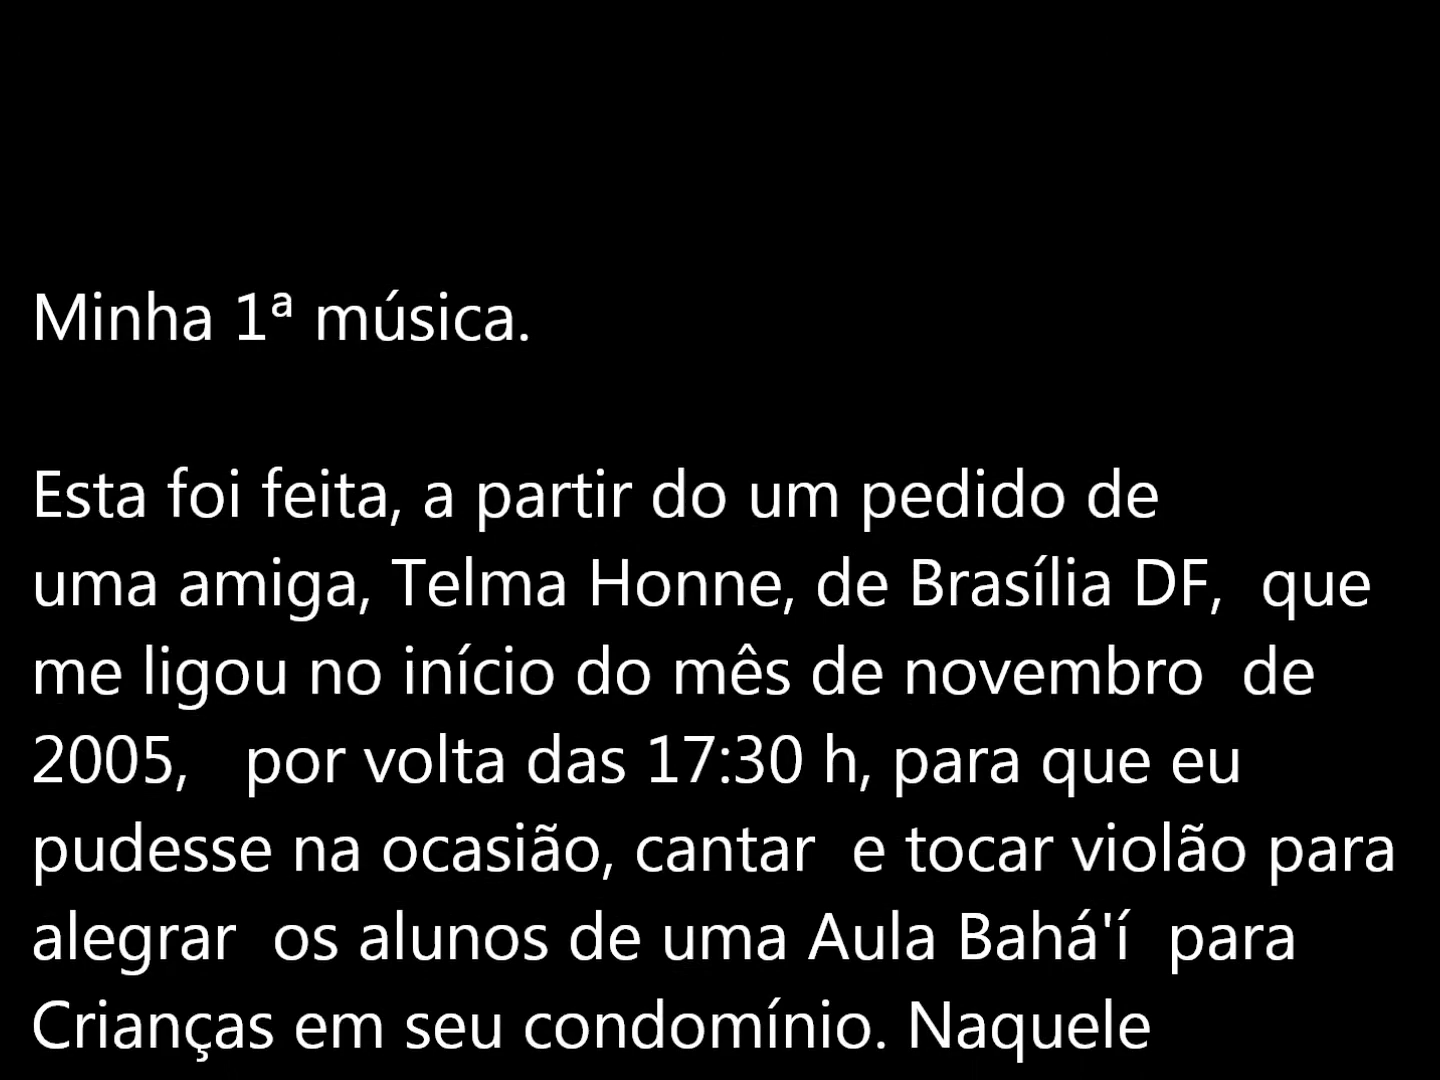 Minha 1ª música.
Esta foi feita, a partir do um pedido de
uma amiga, Telma Honne, de Brasília DF,  que
me ligou no início do mês de novembro  de
2005,   por volta das 17:30 h, para que eu
pudesse na ocasião, cantar  e tocar violão para
alegrar  os alunos de uma Aula Bahá'í  para
Crianças em seu condomínio. Naquele